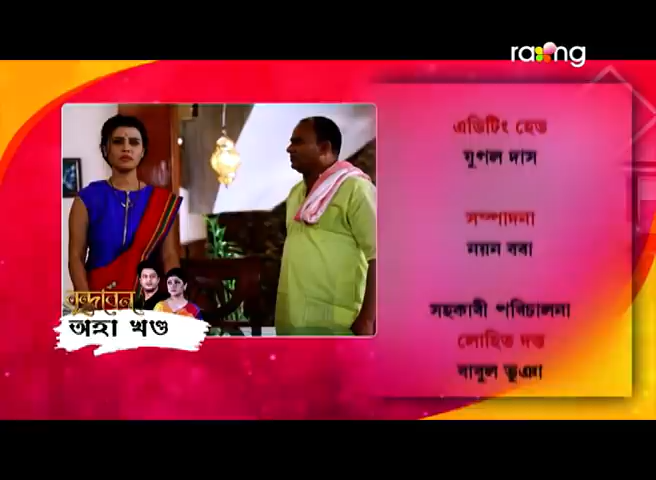 rang
এডিটিং হেড
যুগল দাস
সম্পাদনা
নয়ন বৰা
সহকাৰী পৰিচালনা
লোহিত দত্ত
বাবুল ভূঞা
বৃন্দাবন
অহা খণ্ড